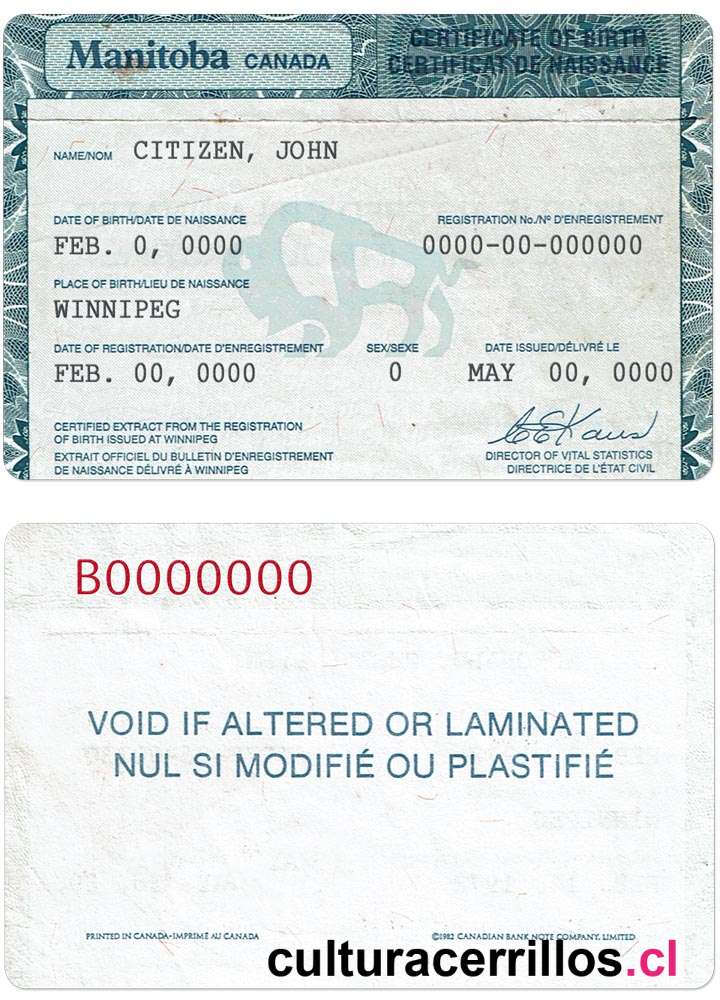 Manitoba CANADA
CERTIFICATE OF BIRTH
CERTIFICAT DE NAISSANCE
NAME/NOM CITIZEN, JOHN
DATE OF BIRTH/DATE DE NAISSANCE REGISTRATION No./Nº D'ENREGISTREMENT
FEB. 0, 0000 0000-00-000000
PLACE OF BIRTH/LIEU DE NAISSANCE
WINNIPEG
DATE OF REGISTRATION/DATE D'ENREGISTREMENT SEX/SEXE DATE ISSUED/DÉLIVRÉ LE
FEB. 00, 0000 0 MAY 00, 0000
CERTIFIED EXTRACT FROM THE REGISTRATION
OF BIRTH ISSUED AT WINNIPEG
EXTRAIT OFFICIEL DU BULLETIN D'ENREGISTREMENT
DE NAISSANCE DÉLIVRÉ À WINNIPEG
DIRECTOR OF VITAL STATISTICS
DIRECTRICE DE L'ÉTAT CIVIL
B0000000
VOID IF ALTERED OR LAMINATED
NUL SI MODIFIÉ OU PLASTIFIÉ
PRINTED IN CANADA-IMPRIMÉ AU CANADA ©1982 CANADIAN BANK NOTE COMPANY, LIMITED
culturacerrillos.cl